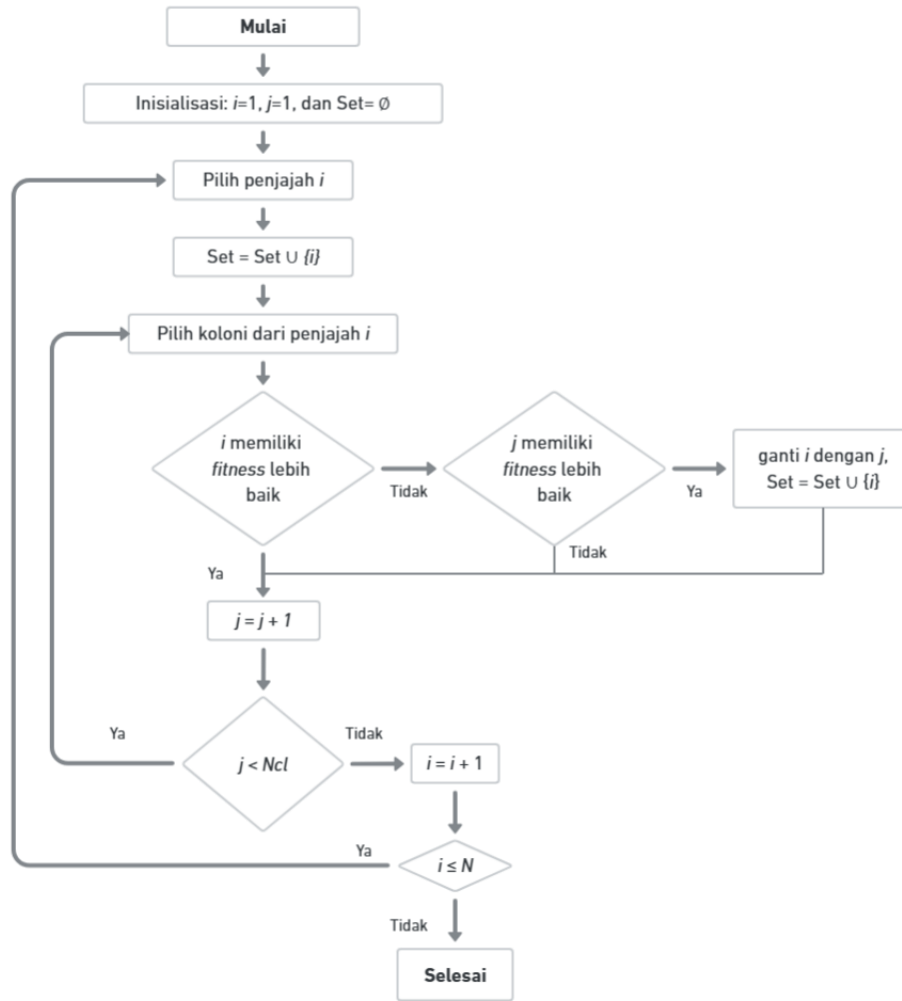 Mulai
Inisialisasi: i=1, j=1, dan Set= ∅
Pilih penjajah i
Set = Set ∪ {i}
Pilih koloni dari penjajah i
i memiliki
fitness lebih
baik
Tidak
j memiliki
fitness lebih
baik
Ya
ganti i dengan j,
Set = Set ∪ {i}
Tidak
Ya
j = j + 1
Ya
j < Ncl
Tidak
i = i + 1
Ya
i ≤ N
Tidak
Selesai